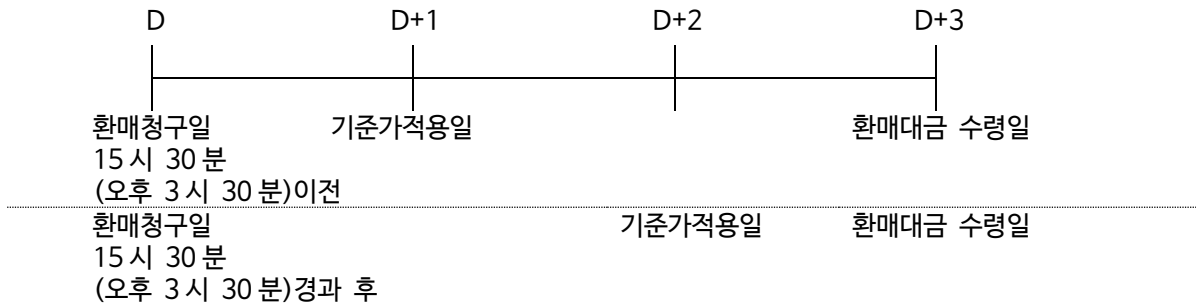 D D+1 D+2 D+3
환매청구일 기준가적용일 환매대금 수령일
15 시 30 분
(오후 3 시 30 분)이전
환매청구일 기준가적용일 환매대금 수령일
15 시 30 분
(오후 3 시 30 분)경과 후